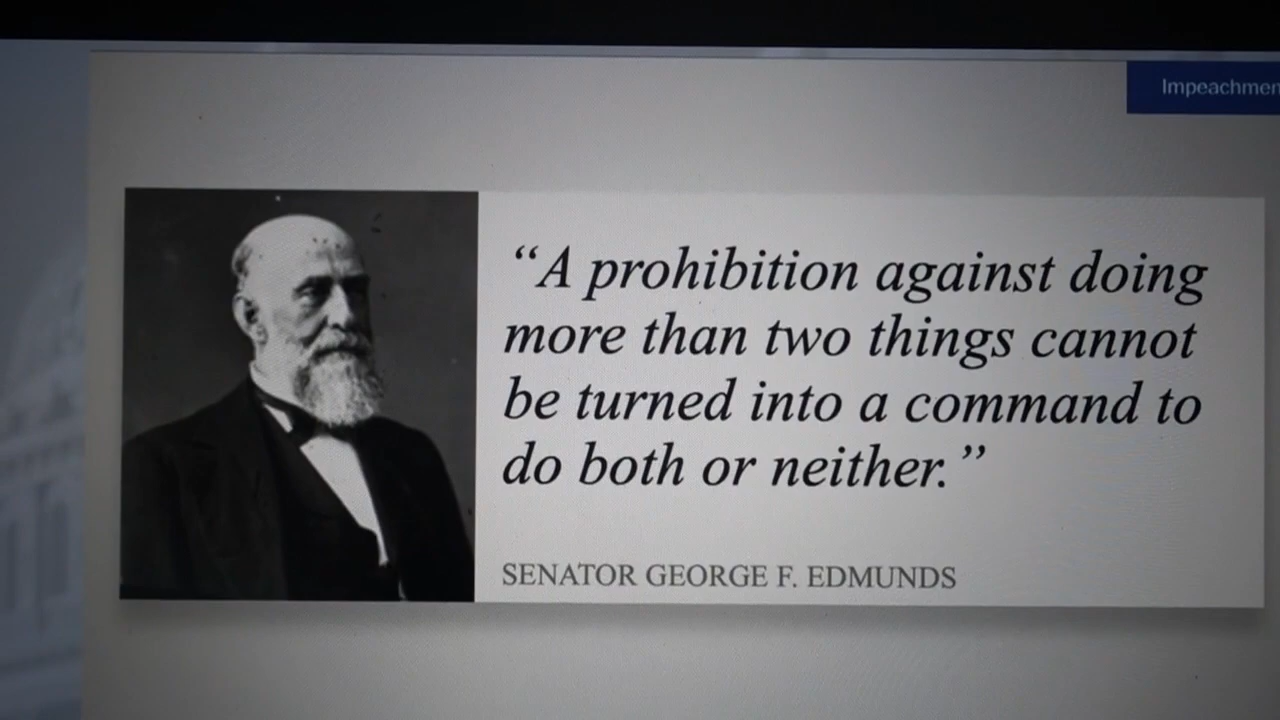 Impeachmen
“A prohibition against doing
more than two things cannot
be turned into a command to
do both or neither.”
SENATOR GEORGE F. EDMUNDS